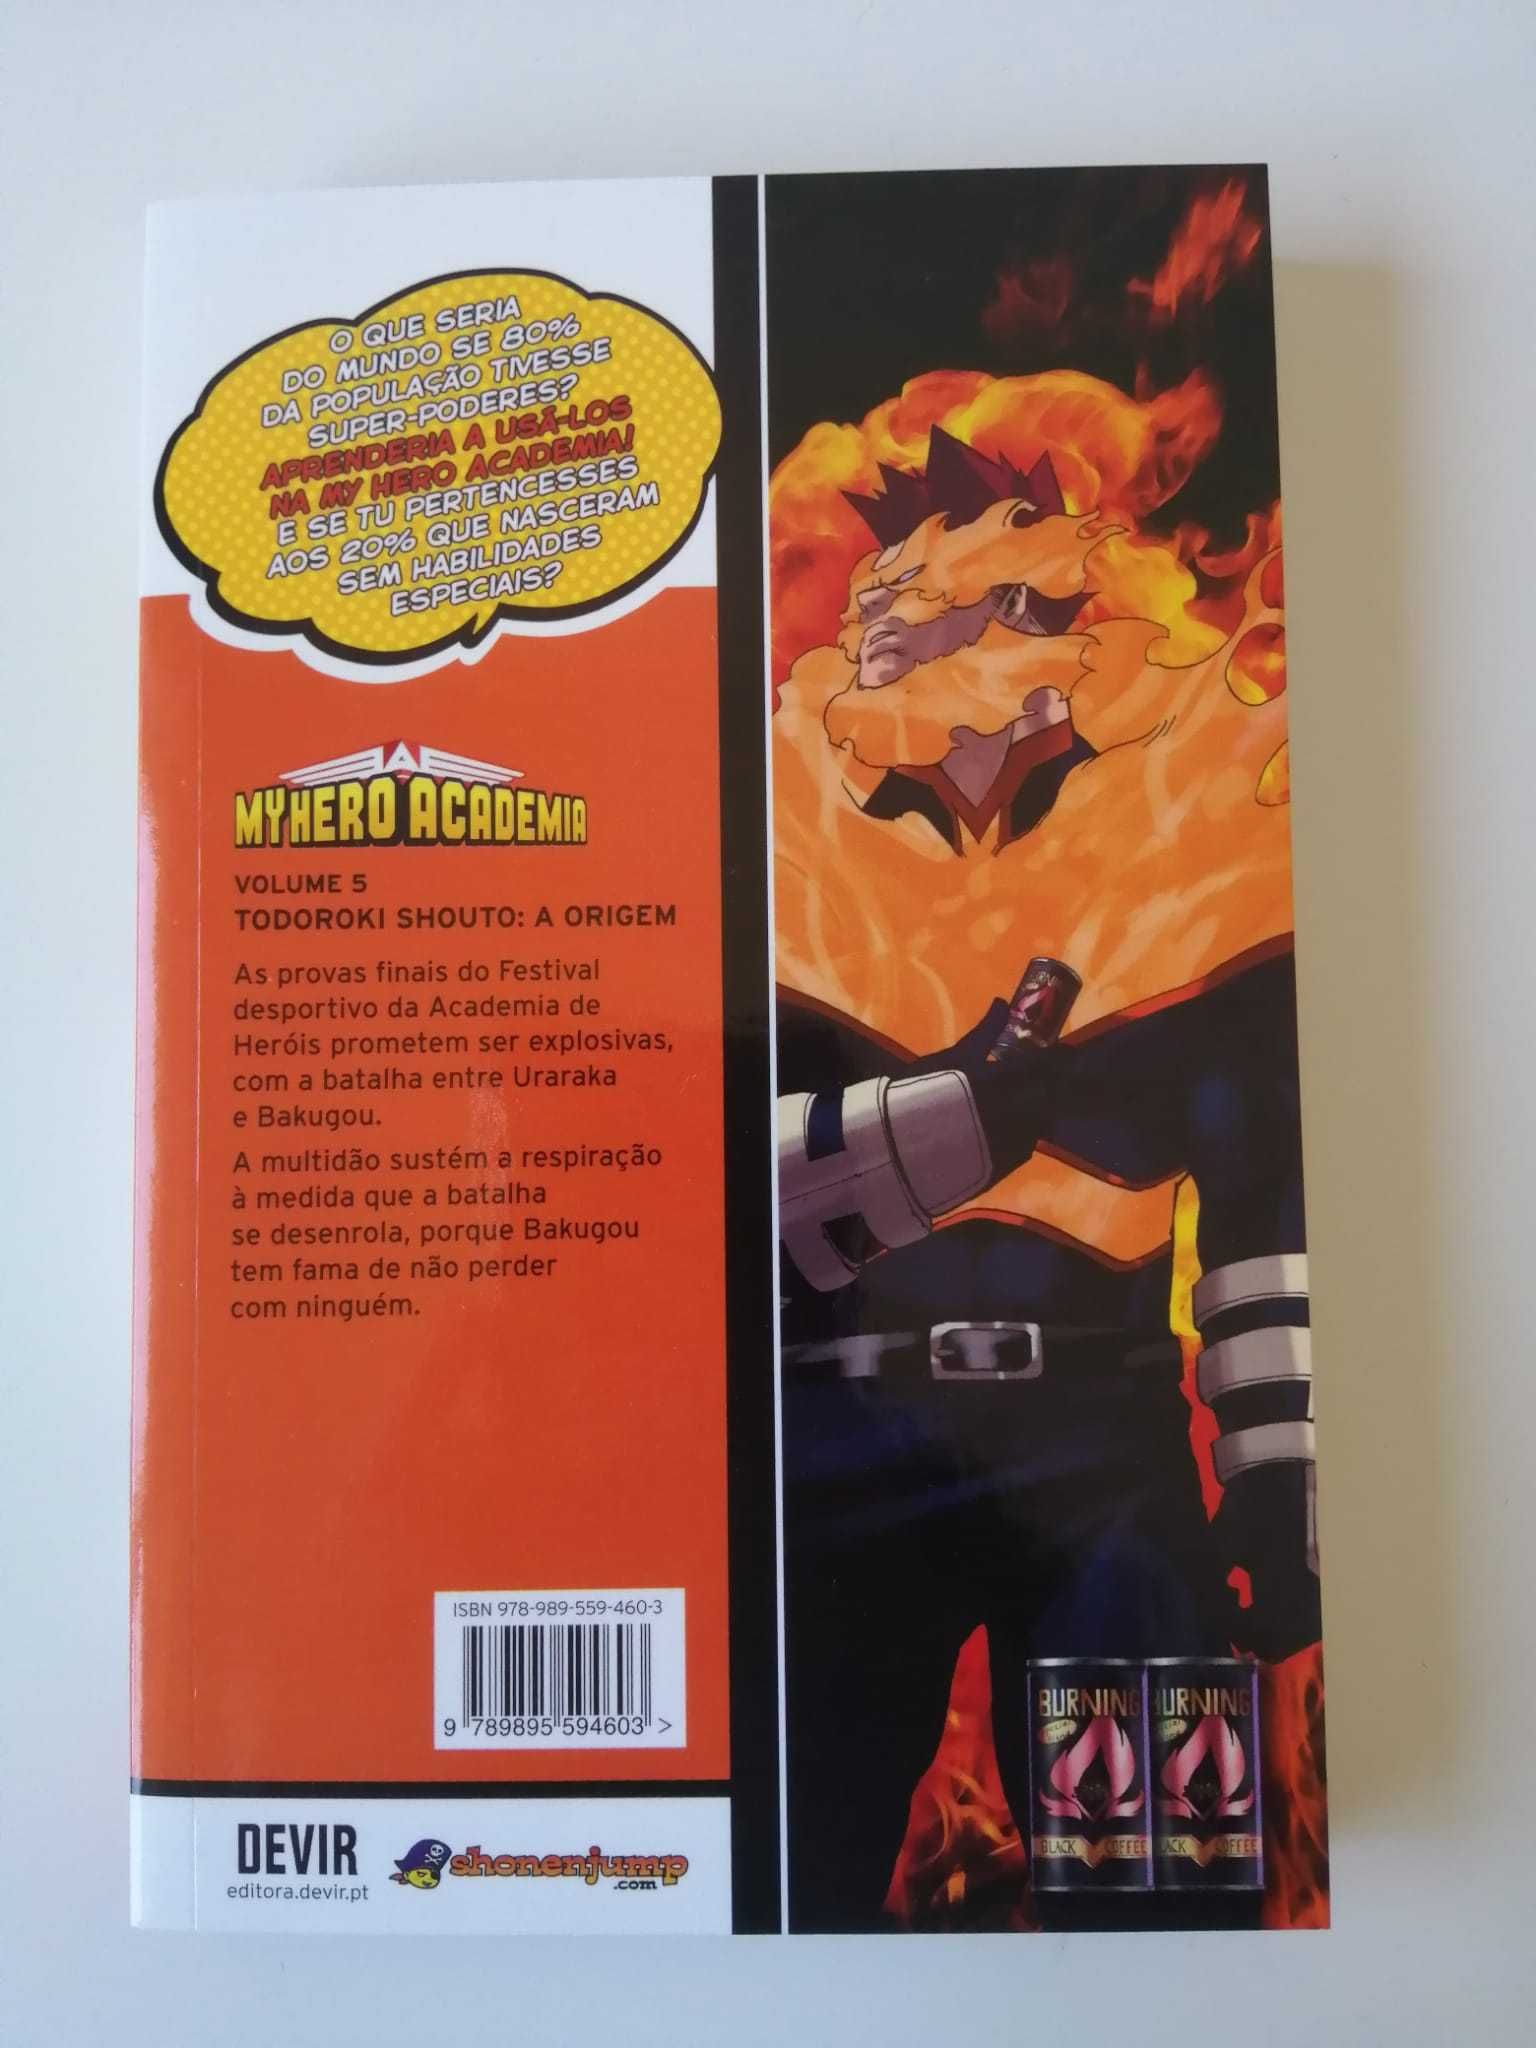 O QUE SERIA
DO MUNDO SE 80%
DA POPULAÇÃO TIVESSE
SUPER-PODERES?
APRENDERIA A USÁ-LOS
NA MY HERO ACADEMIA!
E SE TU PERTENCESSES
AOS 20% QUE NASCERAM
SEM HABILIDADES
ESPECIAIS?
MY HERO ACADEMIA
VOLUME 5
TODOROKI SHOUTO: A ORIGEM
As provas finais do Festival
desportivo da Academia de
Heróis prometem ser explosivas,
com a batalha entre Uraraka
e Bakugou.
A multidão sustém a respiração
à medida que a batalha
se desenrola, porque Bakugou
tem fama de não perder
com ninguém.
ISBN 978-989-559-460-3
9 789895 594603 >
DEVIR
editora.devir.pt
shonenjump
.com
BURNING
BLACK COFFEE
URNING
LACK COFFEE